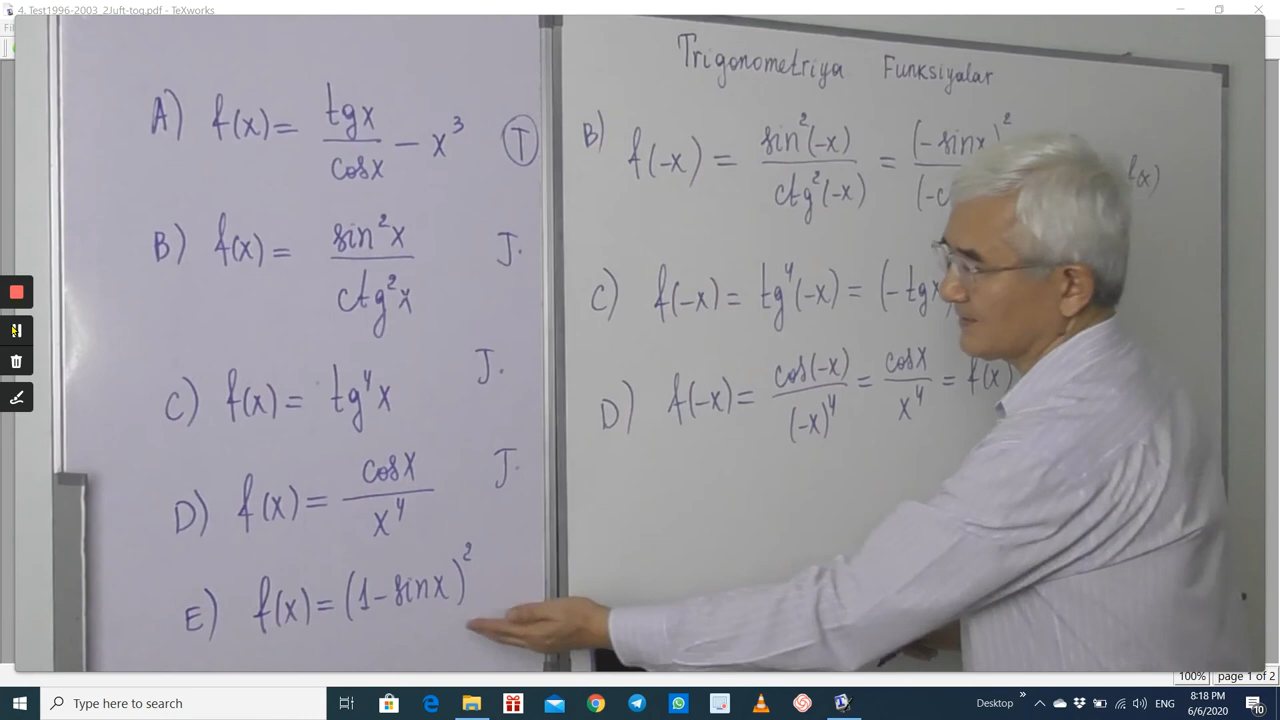 4. Test1996-2003_2Juft-toq.pdf - TeXworks
Trigonometriya Funksiyalar
A) f(x) = tgx / cosx − x³ T
B) f(x) = sin²x / ctg²x J.
C) f(x) = tg⁴x J.
D) f(x) = cosx / x⁴ J.
E) f(x) = (1 − sinx)²
B) f(-x) = sin²(-x) / ctg²(-x) = (-sinx)² / (-c f(x)
C) f(-x) = tg⁴(-x) = (-tgx)
D) f(-x) = cos(-x) / (-x)⁴ = cosx / x⁴ = f(x)
100% page 1 of 2
Type here to search
Desktop
ENG
8:18 PM
6/6/2020